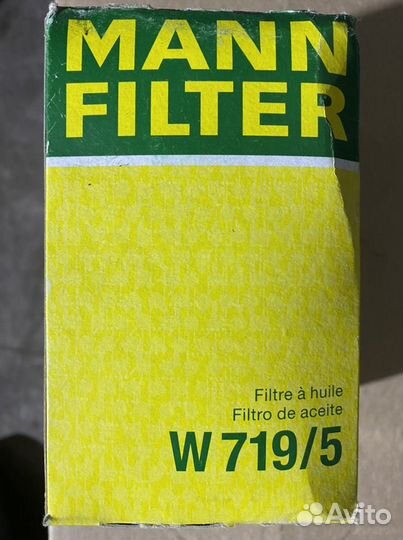 MANN
FILTER
Filtre à huile
Filtro de aceite
W 719/5
Avito